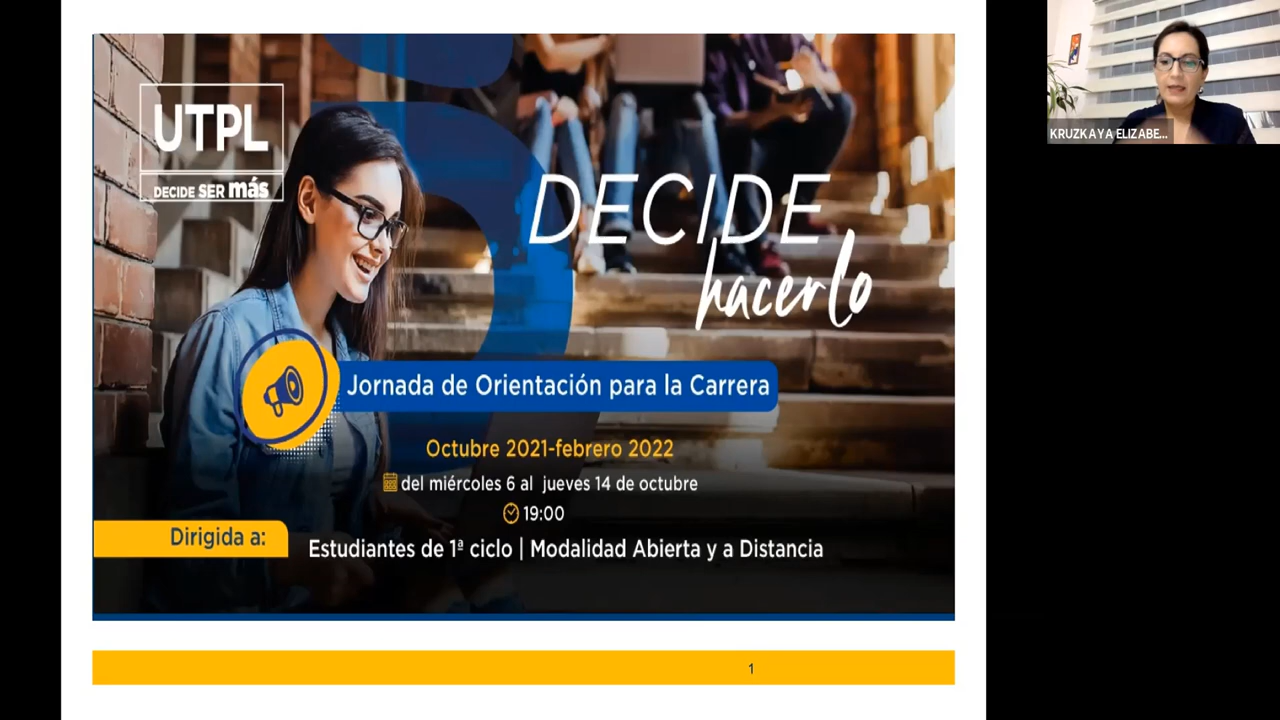 UTPL
DECIDE SER más
DECIDE
hacerlo
Jornada de Orientación para la Carrera
Octubre 2021-febrero 2022
del miércoles 6 al jueves 14 de octubre
19:00
Dirigida a:
Estudiantes de 1ª ciclo | Modalidad Abierta y a Distancia
1
KRUZKAYA ELIZABE...